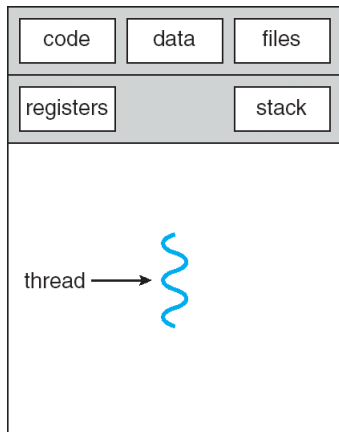 code data files
registers stack
thread